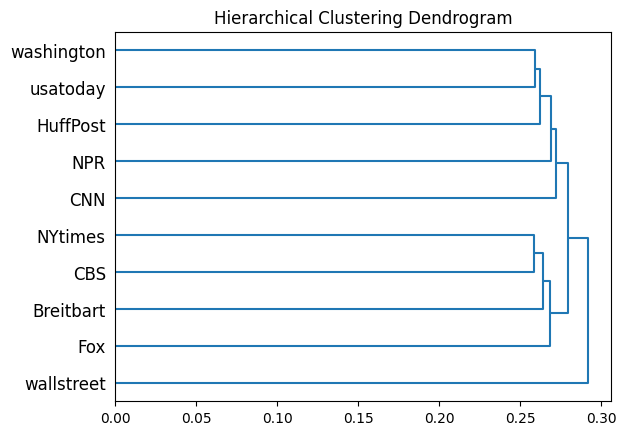 Hierarchical Clustering Dendrogram
washington
usatoday
HuffPost
NPR
CNN
NYtimes
CBS
Breitbart
Fox
wallstreet
0.00 0.05 0.10 0.15 0.20 0.25 0.30